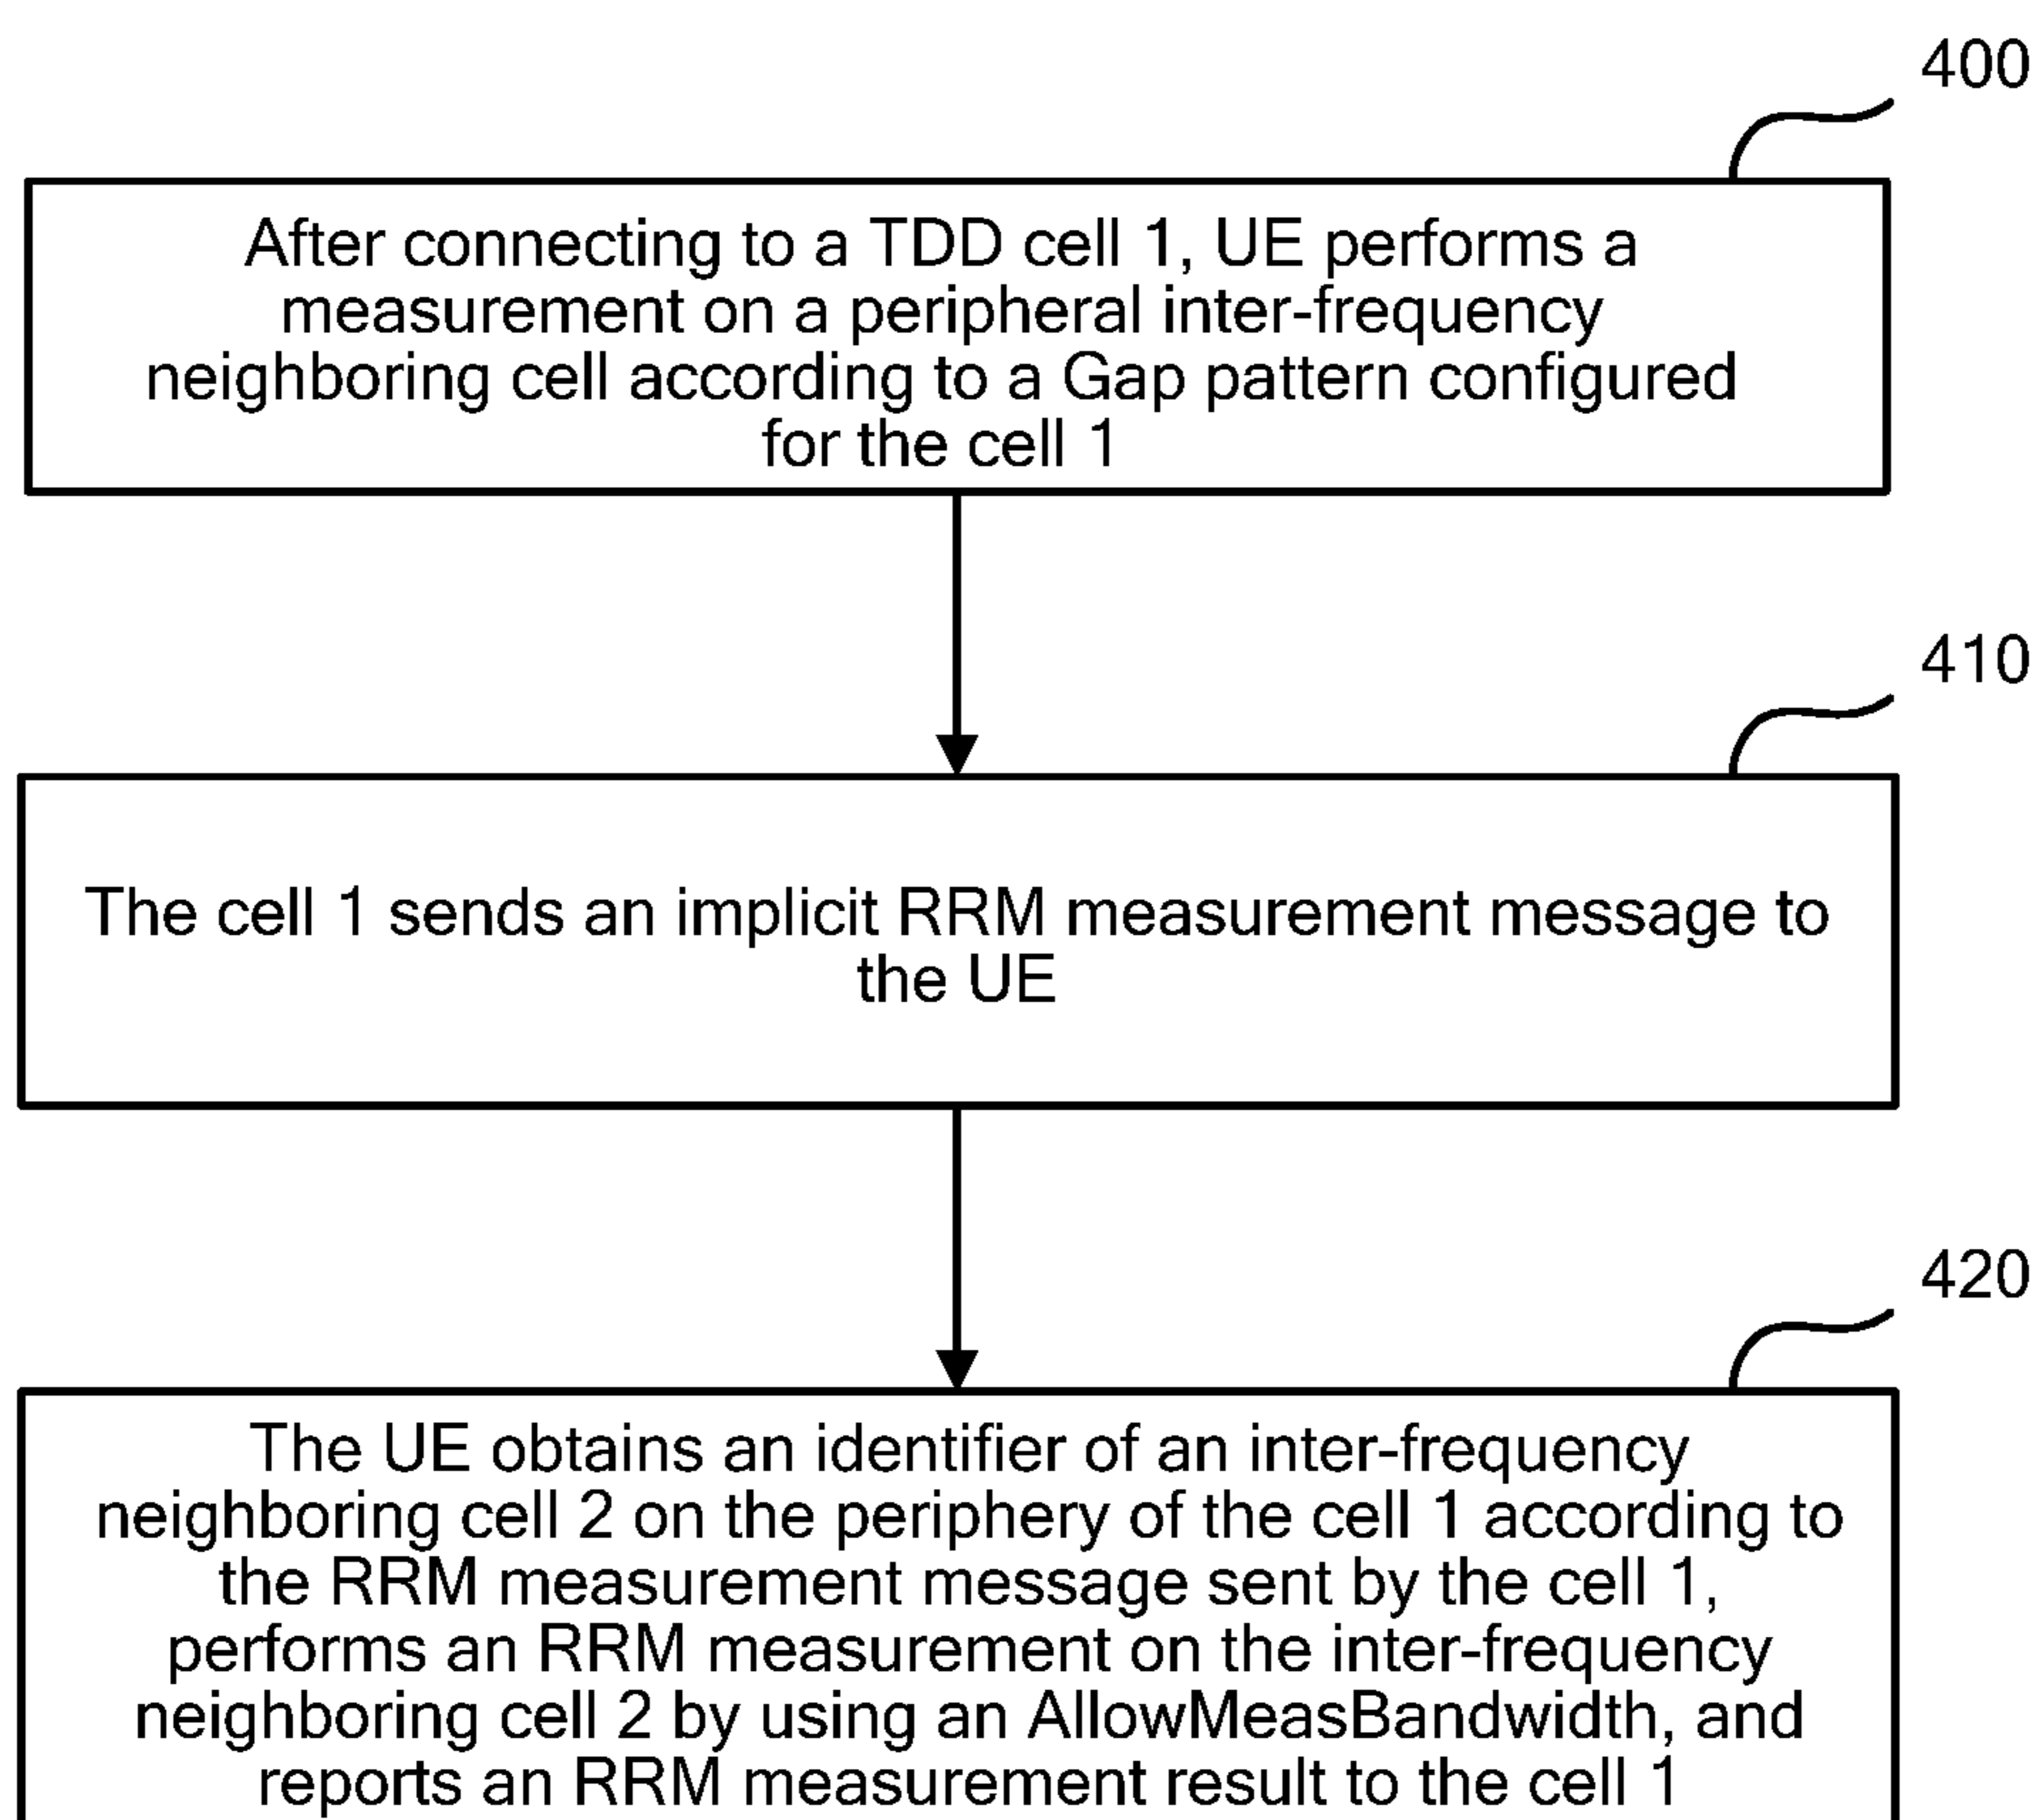 400
After connecting to a TDD cell 1, UE performs a
measurement on a peripheral inter-frequency
neighboring cell according to a Gap pattern configured
for the cell 1
410
The cell 1 sends an implicit RRM measurement message to
the UE
420
The UE obtains an identifier of an inter-frequency
neighboring cell 2 on the periphery of the cell 1 according to
the RRM measurement message sent by the cell 1,
performs an RRM measurement on the inter-frequency
neighboring cell 2 by using an AllowMeasBandwidth, and
reports an RRM measurement result to the cell 1